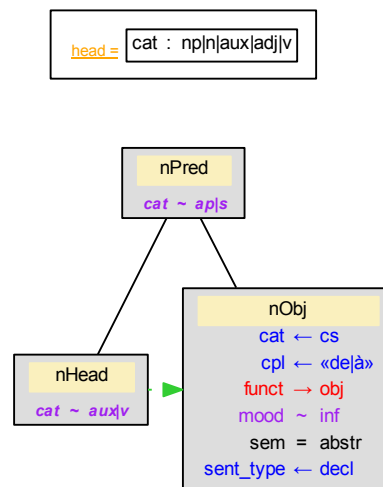 head = cat : np|n|aux|adj|v
nPred
cat ~ ap|s
nObj
cat ← cs
cpl ← «de|à»
funct → obj
mood ~ inf
sem = abstr
sent_type ← decl
nHead
cat ~ aux|v